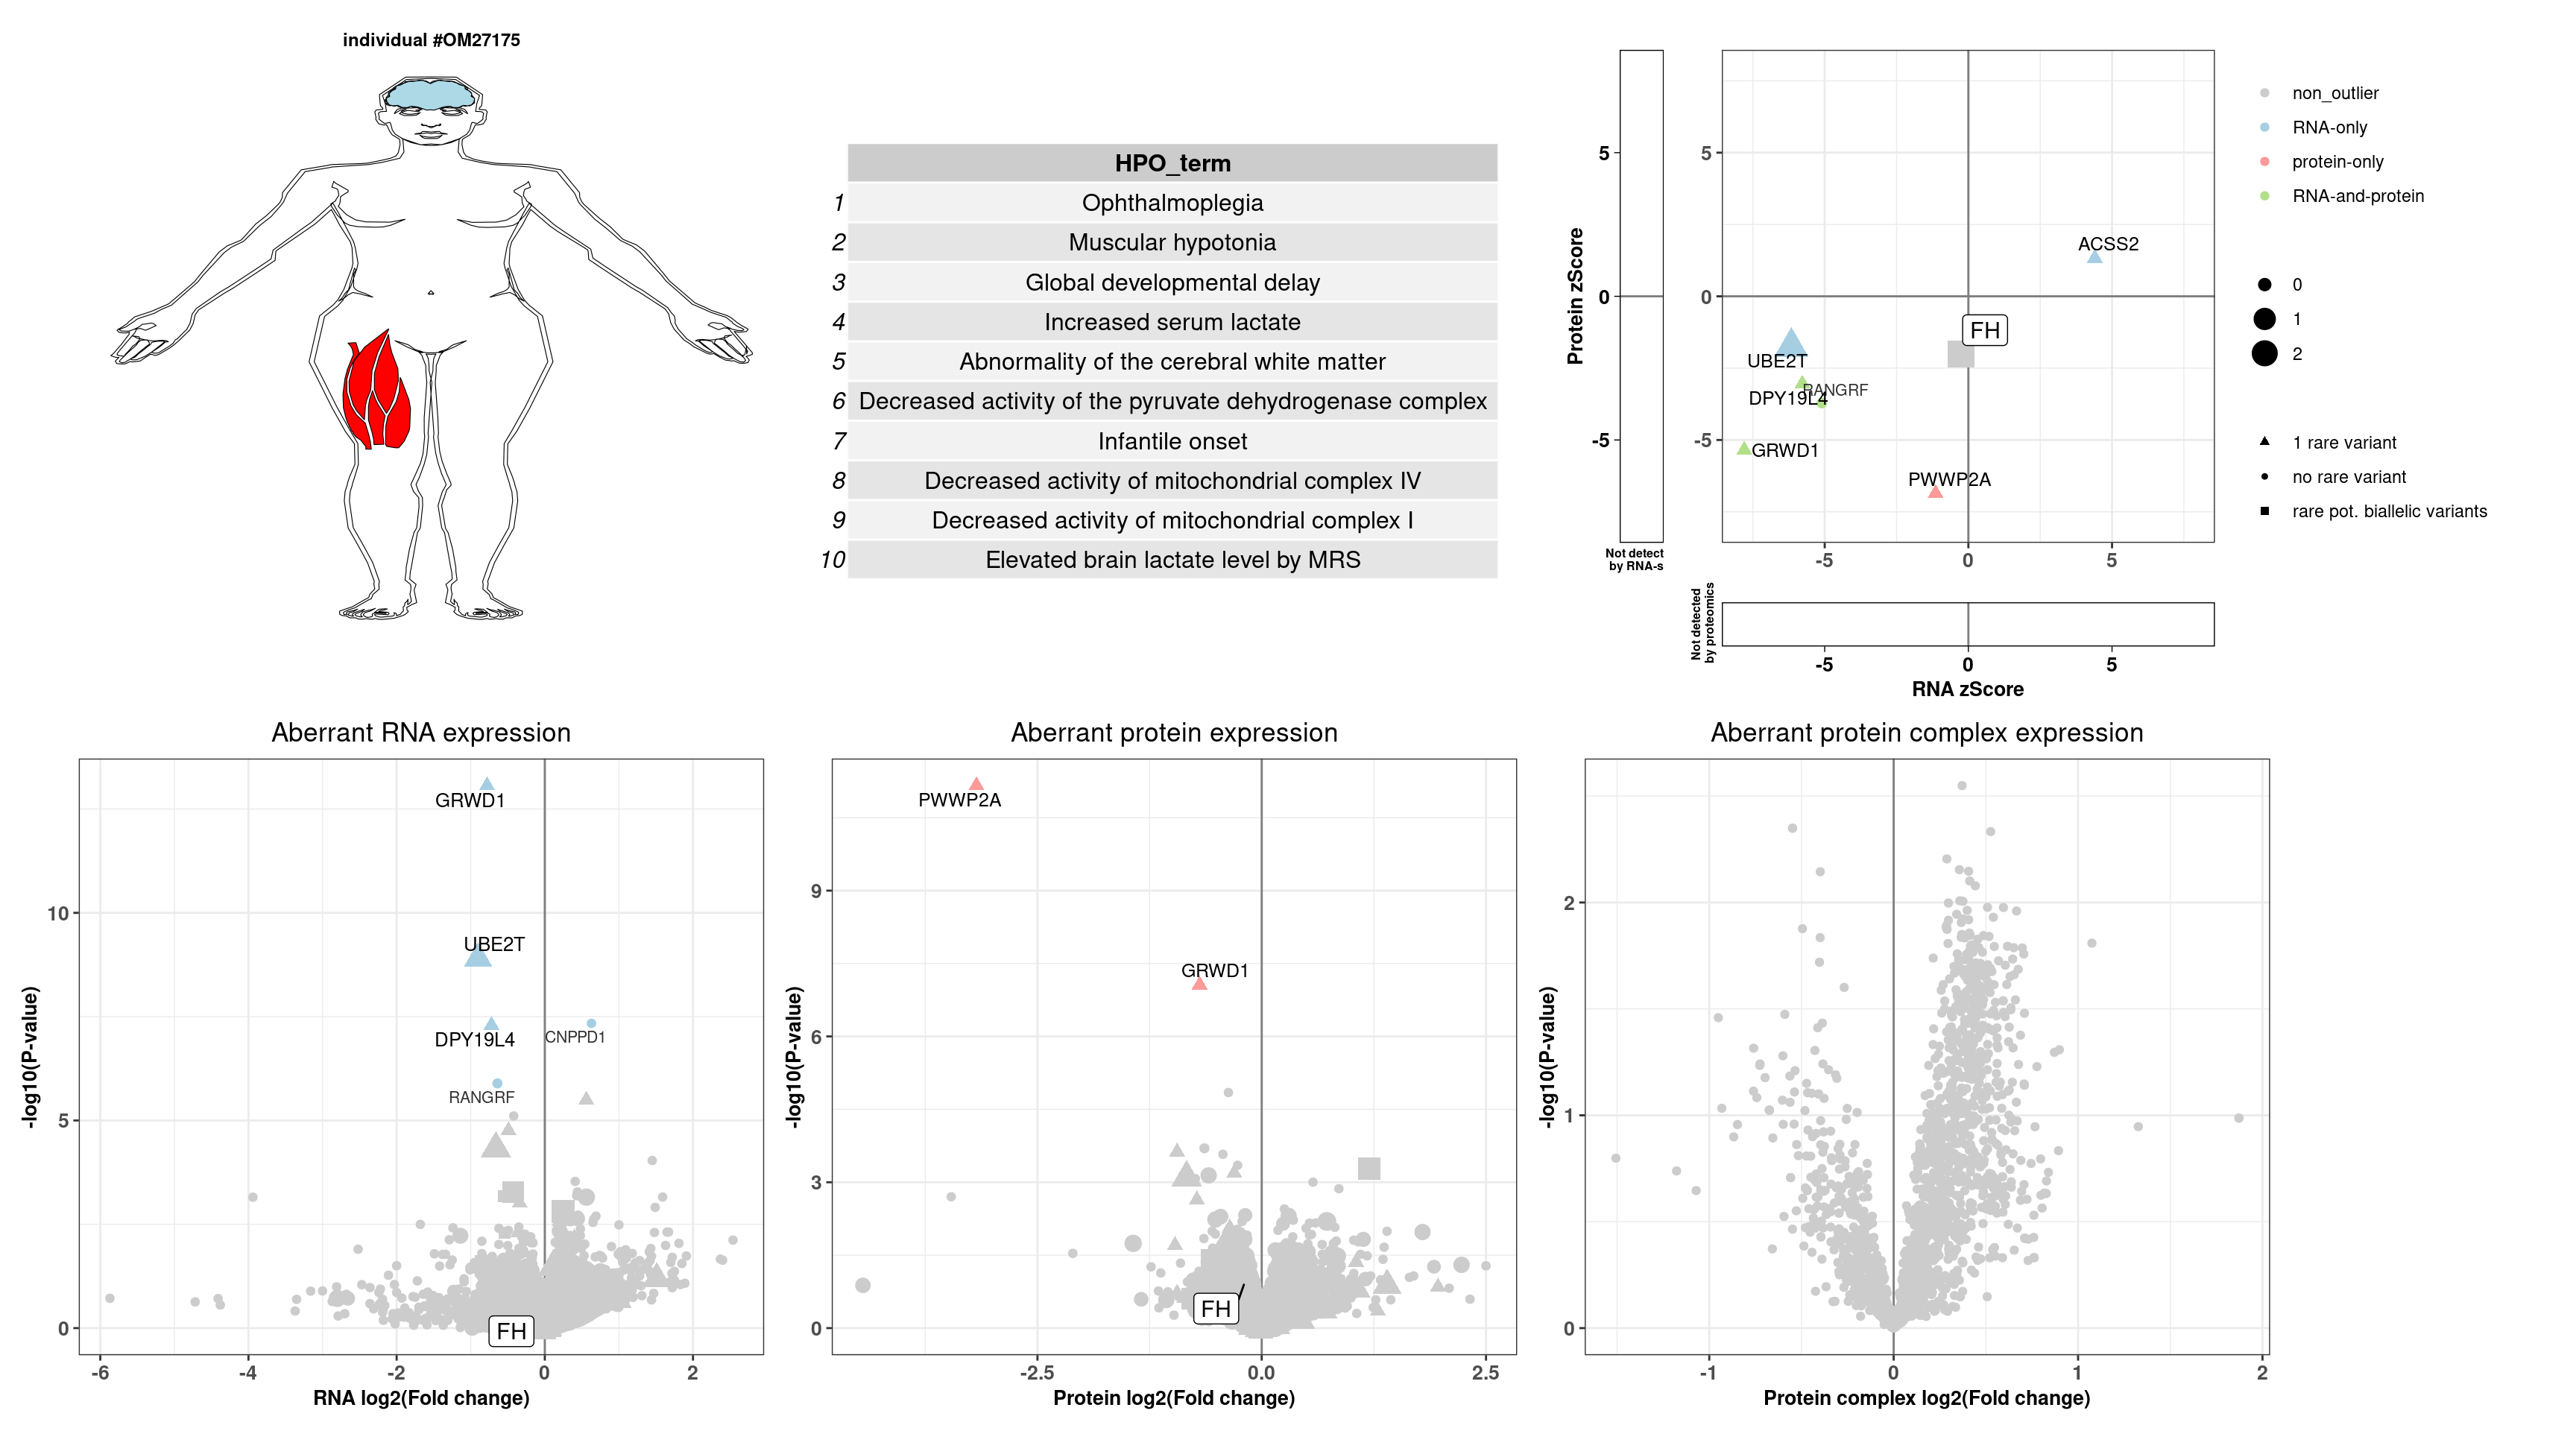 individual #OM27175
HPO_term
1 Ophthalmoplegia
2 Muscular hypotonia
3 Global developmental delay
4 Increased serum lactate
5 Abnormality of the cerebral white matter
6 Decreased activity of the pyruvate dehydrogenase complex
7 Infantile onset
8 Decreased activity of mitochondrial complex IV
9 Decreased activity of mitochondrial complex I
10 Elevated brain lactate level by MRS
Protein zScore
5
0
-5
Not detect
by RNA-s
5
0
-5
ACSS2
FH
UBE2T
RANGRF
DPY19L4
GRWD1
PWWP2A
-5 0 5
Not detected
by proteomics
-5 0 5
RNA zScore
non_outlier
RNA-only
protein-only
RNA-and-protein
0
1
2
1 rare variant
no rare variant
rare pot. biallelic variants
Aberrant RNA expression
-log10(P-value)
10
5
0
GRWD1
UBE2T
DPY19L4
CNPPD1
RANGRF
FH
-6 -4 -2 0 2
RNA log2(Fold change)
Aberrant protein expression
-log10(P-value)
9
6
3
0
PWWP2A
GRWD1
FH
-2.5 0.0 2.5
Protein log2(Fold change)
Aberrant protein complex expression
-log10(P-value)
2
1
0
-1 0 1 2
Protein complex log2(Fold change)